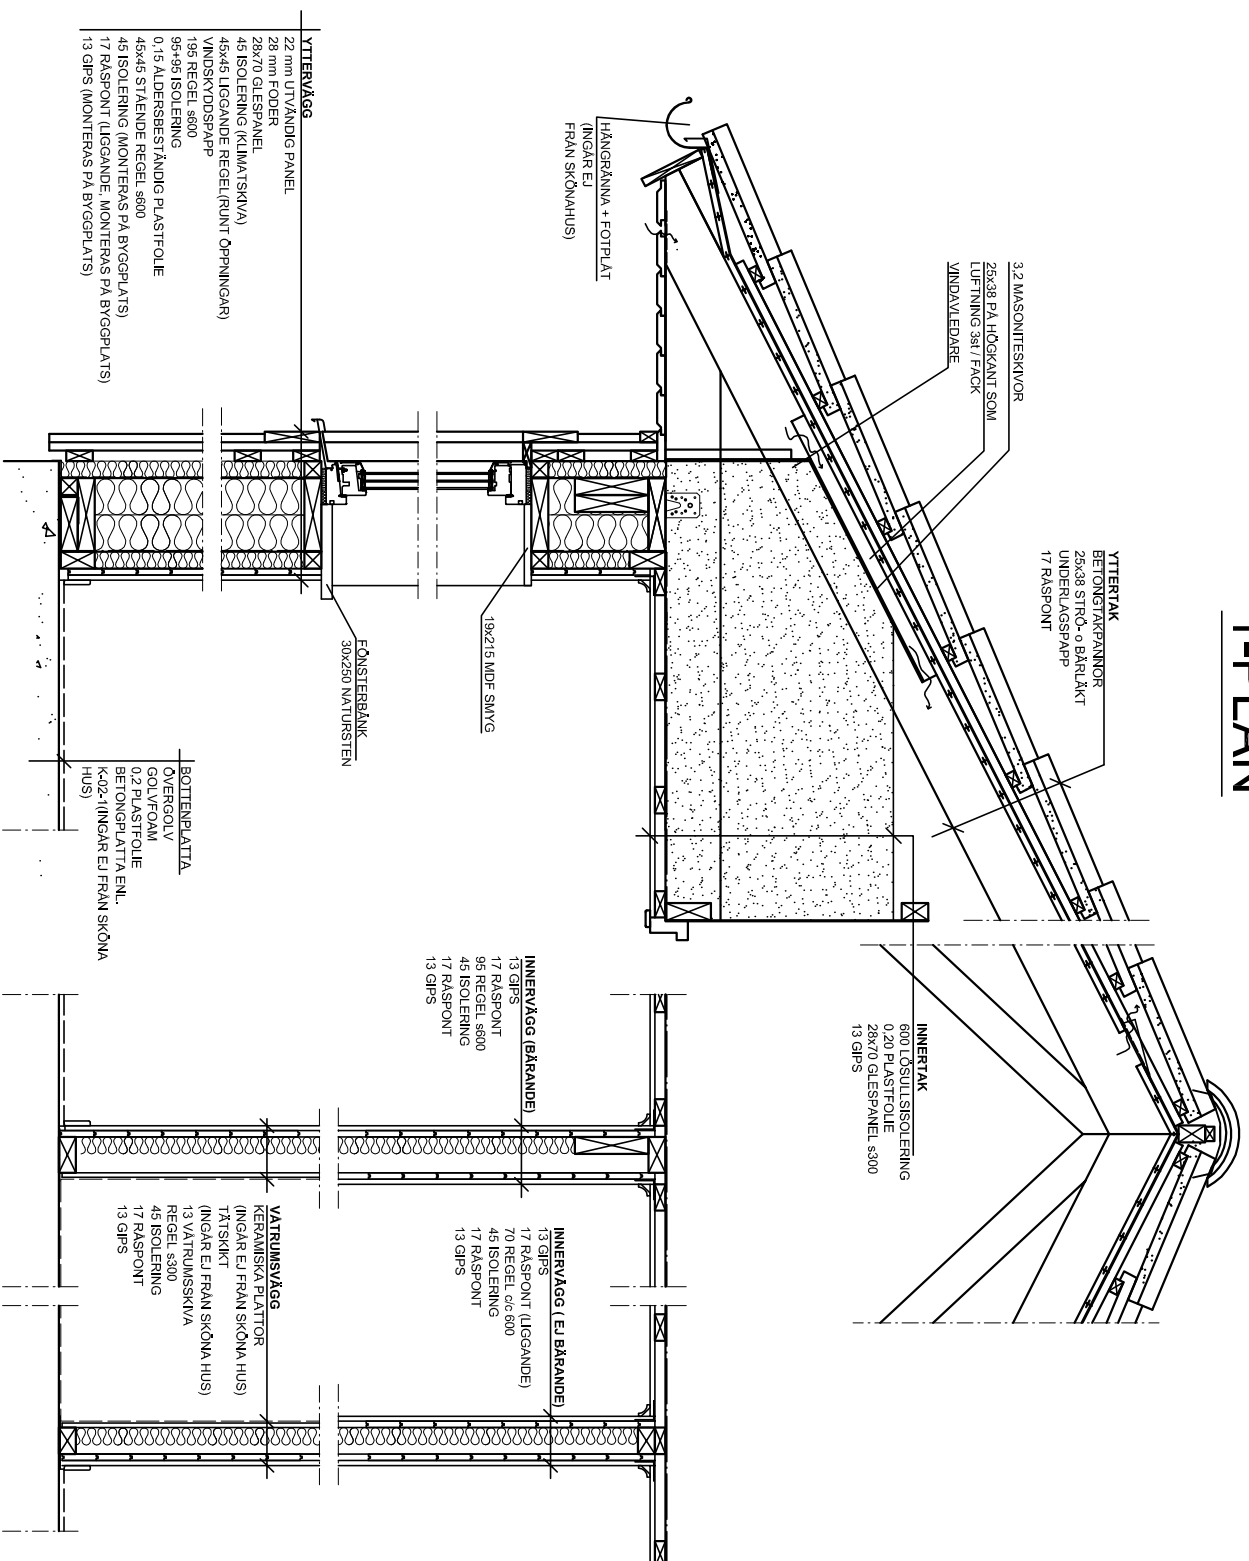 1-PLAN
3,2 MASONITESKIVOR
25x38 PÅ HÖGKANT SOM
LUFTNING 3st / FACK
VINDAVLEDARE
YTTERTAK
BETONGTAKPANNOR
25x38 STRÖ- o BÄRLÄKT
UNDERLAGSPAPP
17 RÅSPONT
HÄNGRÄNNA + FOTPLÅT
(INGÅR EJ
FRÅN SKÖNAHUS)
INNERTAK
600 LÖSULLSISOLERING
0,20 PLASTFOLIE
28x70 GLESPANEL s300
13 GIPS
YTTERVÄGG
22 mm UTVÄNDIG PANEL
28 mm FODER
28x70 GLESPANEL
45 ISOLERING (KLIMATSKIVA)
45x45 LIGGANDE REGEL(RUNT ÖPPNINGAR)
VINDSKYDDSPAPP
195 REGEL s600
95+95 ISOLERING
0,15 ÅLDERSBESTÄNDIG PLASTFOLIE
45x45 STÅENDE REGEL s600
45 ISOLERING (MONTERAS PÅ BYGGPLATS)
17 RÅSPONT (LIGGANDE, MONTERAS PÅ BYGGPLATS)
13 GIPS (MONTERAS PÅ BYGGPLATS)
19x215 MDF SMYG
FÖNSTERBÄNK
30x250 NATURSTEN
BOTTENPLATTA
ÖVERGOLV
GOLVFOAM
0,2 PLASTFOLIE
BETONGPLATTA ENL.
K-02-1(INGÅR EJ FRÅN SKÖNA
HUS)
INNERVÄGG (BÄRANDE)
13 GIPS
17 RÅSPONT
95 REGEL s600
45 ISOLERING
17 RÅSPONT
13 GIPS
INNERVÄGG ( EJ BÄRANDE)
13 GIPS
17 RÅSPONT (LIGGANDE)
70 REGEL c/c 600
45 ISOLERING
17 RÅSPONT
13 GIPS
VÅTRUMSVÄGG
KERAMISKA PLATTOR
(INGÅR EJ FRÅN SKÖNA HUS)
TÄTSKIKT
(INGÅR EJ FRÅN SKÖNA HUS)
13 VÅTRUMSSKIVA
REGEL s300
45 ISOLERING
17 RÅSPONT
13 GIPS